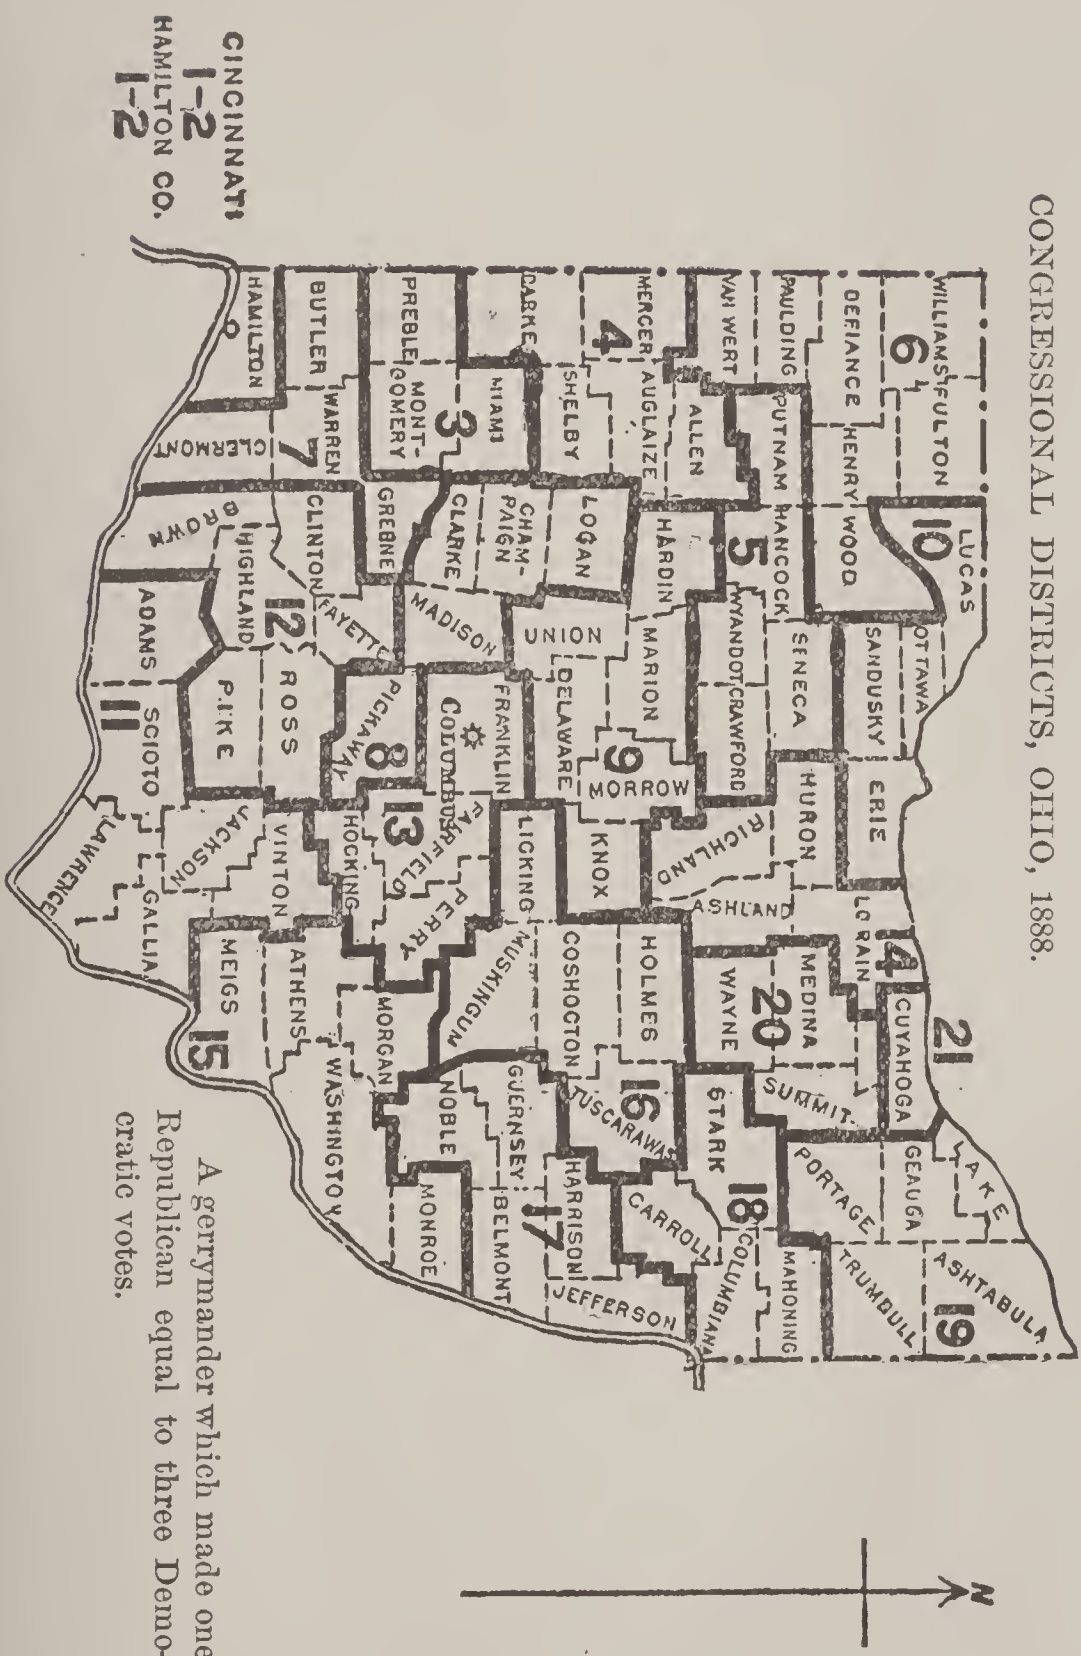 CONGRESSIONAL DISTRICTS, OHIO, 1888.
N
WILLIAMS
FULTON
LUCAS
10
6
DEFIANCE
HENRY
WOOD
OTTAWA
SANDUSKY
ERIE
LORAIN
14
CUYAHOGA
21
LAKE
GEAUGA
ASHTABULA
19
TRUMBULL
PORTAGE
PAULDING
PUTNAM
HANCOCK
5
SENECA
HURON
MEDINA
20
SUMMIT
MAHONING
VAN WERT
ALLEN
WYANDOT
CRAWFORD
RICHLAND
ASHLAND
WAYNE
STARK
18
COLUMBIANA
MERCER
4
AUGLAIZE
HARDIN
MARION
9
MORROW
KNOX
HOLMES
16
TUSCARAWAS
CARROLL
JEFFERSON
DARKE
SHELBY
LOGAN
UNION
DELAWARE
COSHOCTON
HARRISON
17
MIAMI
3
CHAM-
PAIGN
CLARKE
MADISON
FRANKLIN
COLUMBUS
LICKING
MUSKINGUM
GUERNSEY
BELMONT
PREBLE
MONT-
GOMERY
GREENE
FAYETTE
PICKAWAY
8
13
FAIRFIELD
PERRY
MORGAN
NOBLE
MONROE
BUTLER
WARREN
7
CLINTON
12
ROSS
HOCKING
ATHENS
WASHINGTON
HAMILTON
CLERMONT
BROWN
HIGHLAND
PIKE
VINTON
JACKSON
MEIGS
15
ADAMS
SCIOTO
11
LAWRENCE
GALLIA
CINCINNATI
1-2
HAMILTON CO.
1-2
A gerrymander which made one
Republican equal to three Demo-
cratic votes.